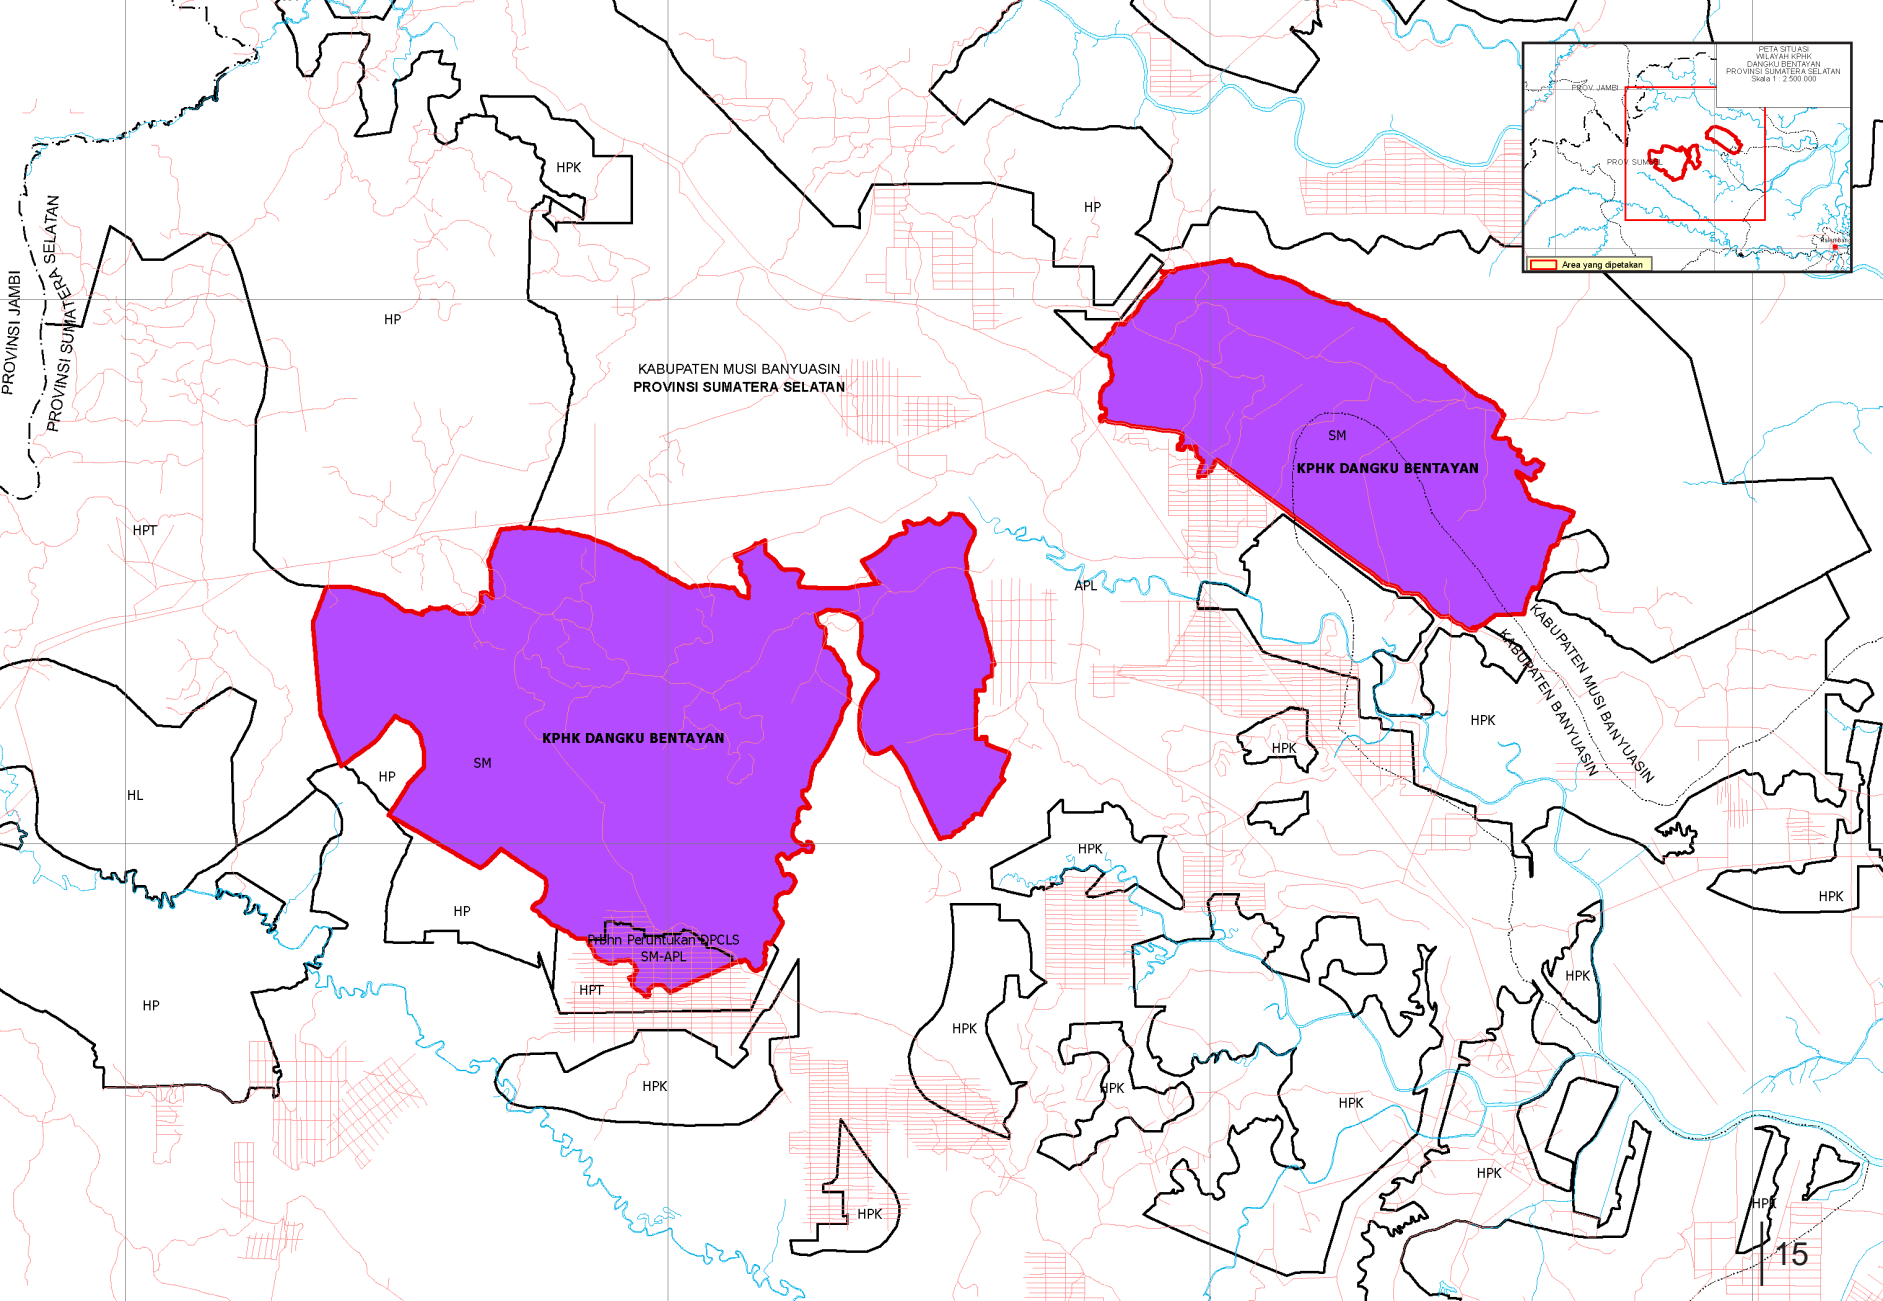 PETA SITUASI
WILAYAH KPHK
DANGKU BENTAYAN
PROVINSI SUMATERA SELATAN
Skala 1 : 2.500.000
PROV. JAMBI
PROV. SUMSEL
Area yang dipetakan
HPK
HP
PROVINSI JAMBI
PROVINSI SUMATERA SELATAN
HP
KABUPATEN MUSI BANYUASIN
PROVINSI SUMATERA SELATAN
SM
KPHK DANGKU BENTAYAN
HPT
APL
KABUPATEN MUSI BANYUASIN
KABUPATEN BANYUASIN
HPK
KPHK DANGKU BENTAYAN
HPK
SM
HP
HL
HPK
HPK
HP
Prbhn Peruntukan DPCLS
SM-APL
HPK
HPT
HP
HPK
HPK
HPK
HPK
HPK
HPK
HPK
15